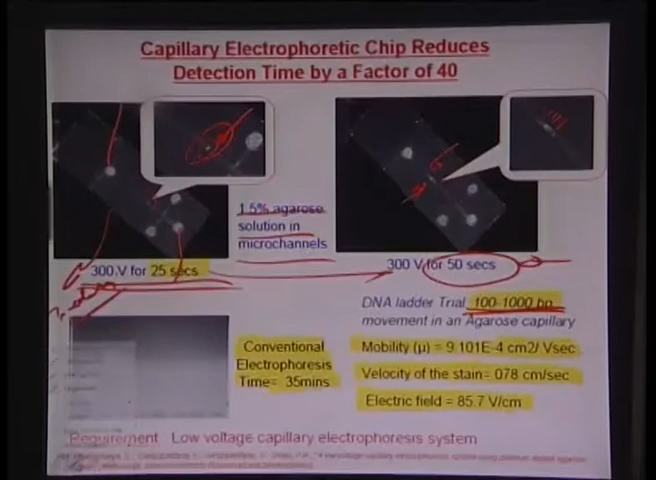 Capillary Electrophoretic Chip Reduces
Detection Time by a Factor of 40
1.5% agarose
solution in
microchannels
300 V for 25 secs
300 V for 50 secs
DNA ladder Trial 100-1000 bp
movement in an Agarose capillary
Conventional
Electrophoresis
Time= 35mins
Mobility (μ) = 9.101E-4 cm2/ Vsec
Velocity of the stain= 078 cm/sec
Electric field = 85.7 V/cm
Requirement Low voltage capillary electrophoresis system